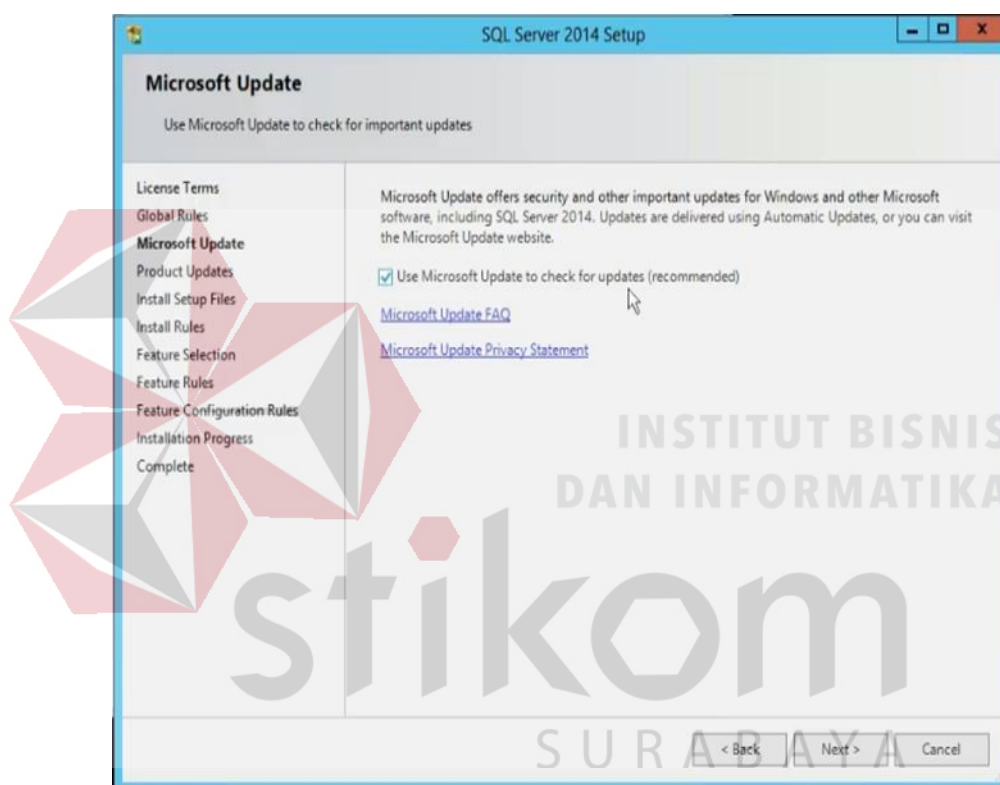 SQL Server 2014 Setup
Microsoft Update
Use Microsoft Update to check for important updates
License Terms
Global Rules
Microsoft Update
Product Updates
Install Setup Files
Install Rules
Feature Selection
Feature Rules
Feature Configuration Rules
Installation Progress
Complete
Microsoft Update offers security and other important updates for Windows and other Microsoft
software, including SQL Server 2014. Updates are delivered using Automatic Updates, or you can visit
the Microsoft Update website.
Use Microsoft Update to check for updates (recommended)
Microsoft Update FAQ
Microsoft Update Privacy Statement
INSTITUT BISNIS
DAN INFORMATIKA
stikom
SURABAYA
< Back
Next >
Cancel